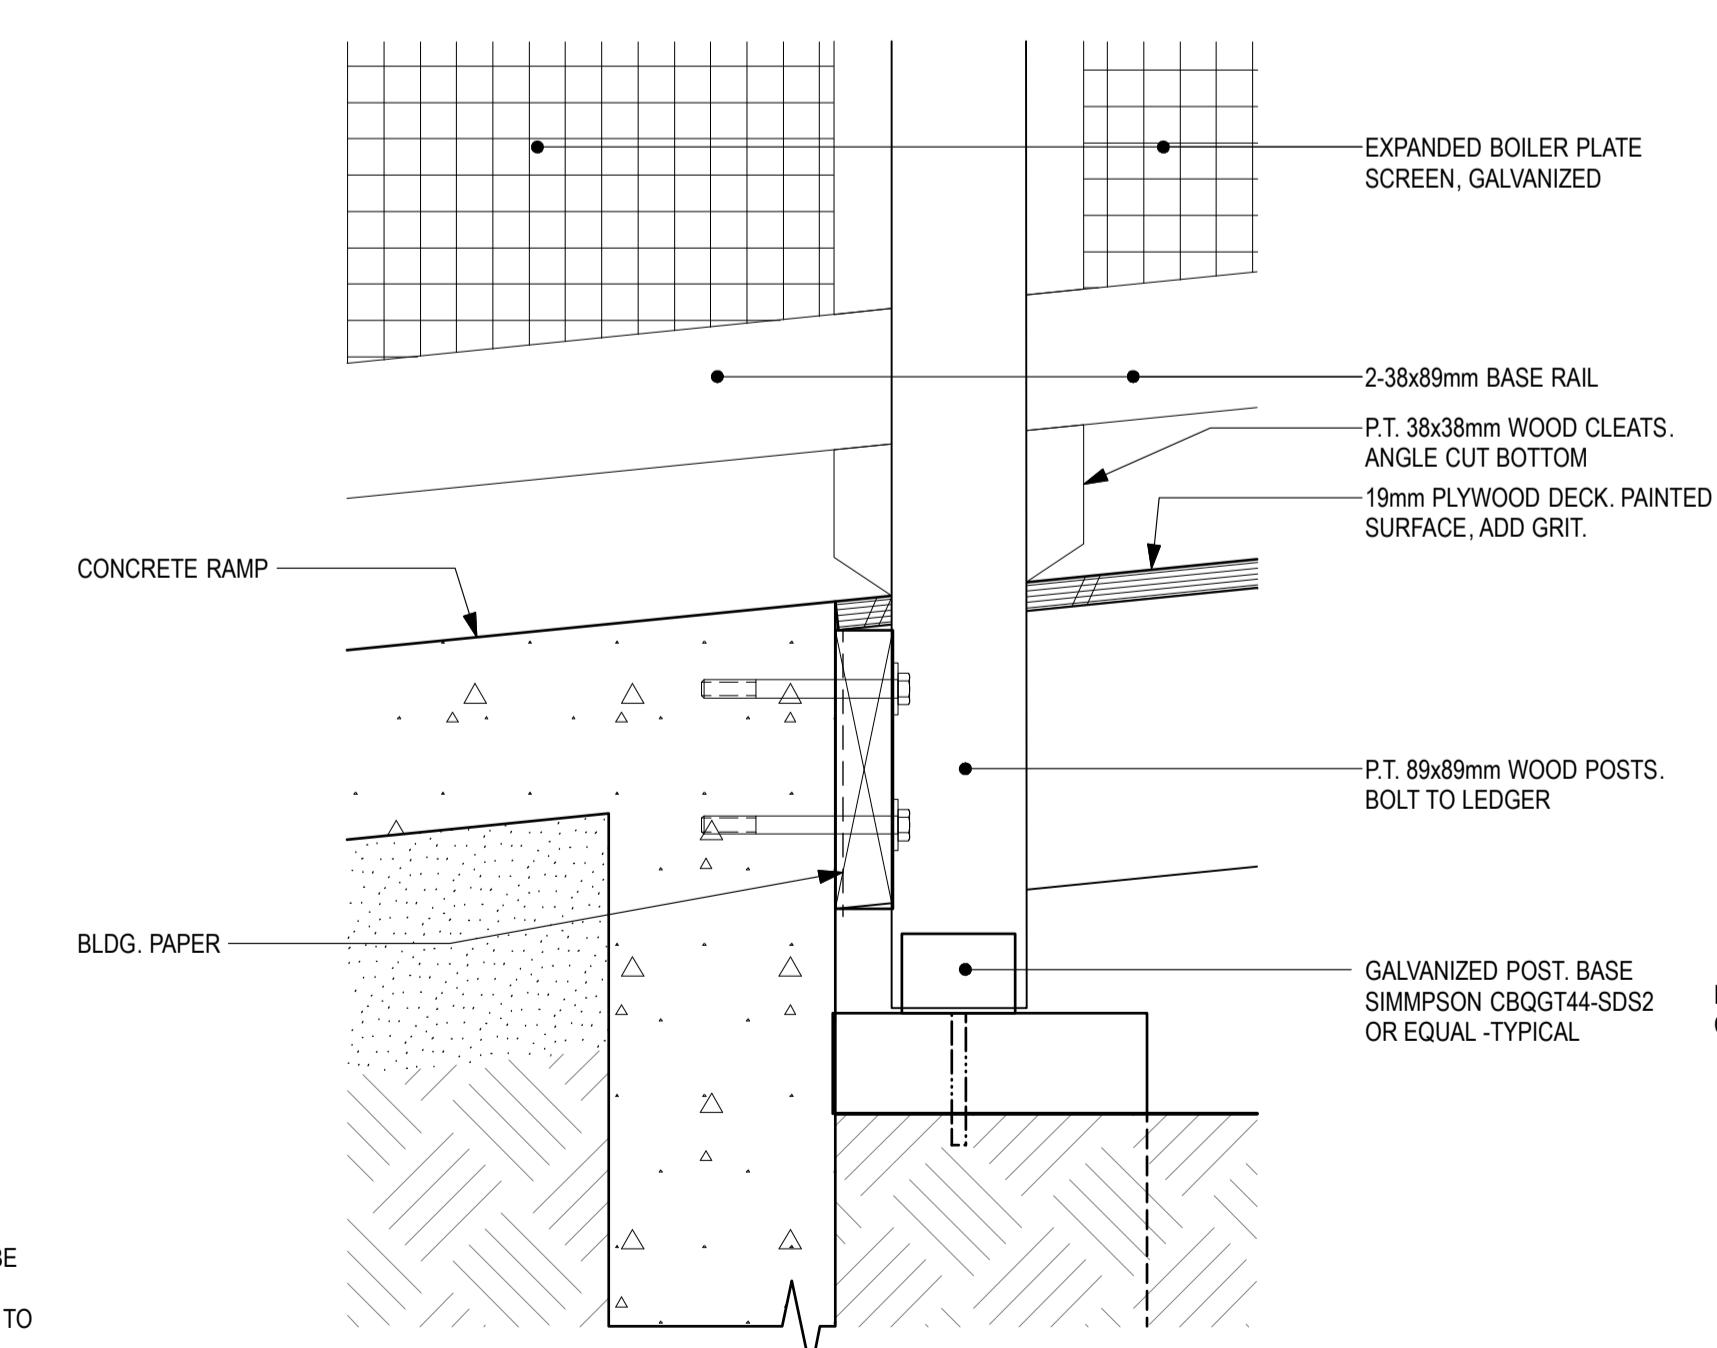 EXPANDED BOILER PLATE
SCREEN, GALVANIZED
2-38x89mm BASE RAIL
P.T. 38x38mm WOOD CLEATS.
ANGLE CUT BOTTOM
19mm PLYWOOD DECK. PAINTED
SURFACE, ADD GRIT.
CONCRETE RAMP
P.T. 89x89mm WOOD POSTS.
BOLT TO LEDGER
BLDG. PAPER
GALVANIZED POST. BASE
SIMMPSON CBQGT44-SDS2
OR EQUAL -TYPICAL
TO